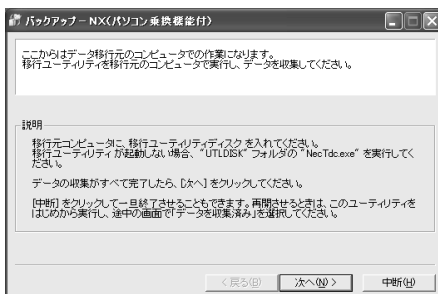 バックアップ－NX(パソコン乗換機能付)
ここからはデータ移行元のコンピュータでの作業になります。
移行ユーティリティを移行元のコンピュータで実行し、データを収集してください。
説明
移行元コンピュータに、移行ユーティリティディスクを入れてください。
移行ユーティリティが起動しない場合、"UTLDISK" フォルダの "NecTdc.exe" を実行してく
ださい。
データの収集がすべて完了したら、[次へ] をクリックしてください。
[中断] をクリックして一旦終了させることもできます。再開させるときは、このユーティリティを
はじめから実行し、途中の画面で「データを収集済み」を選択してください。
< 戻る(B) 次へ(N) > 中断(H)